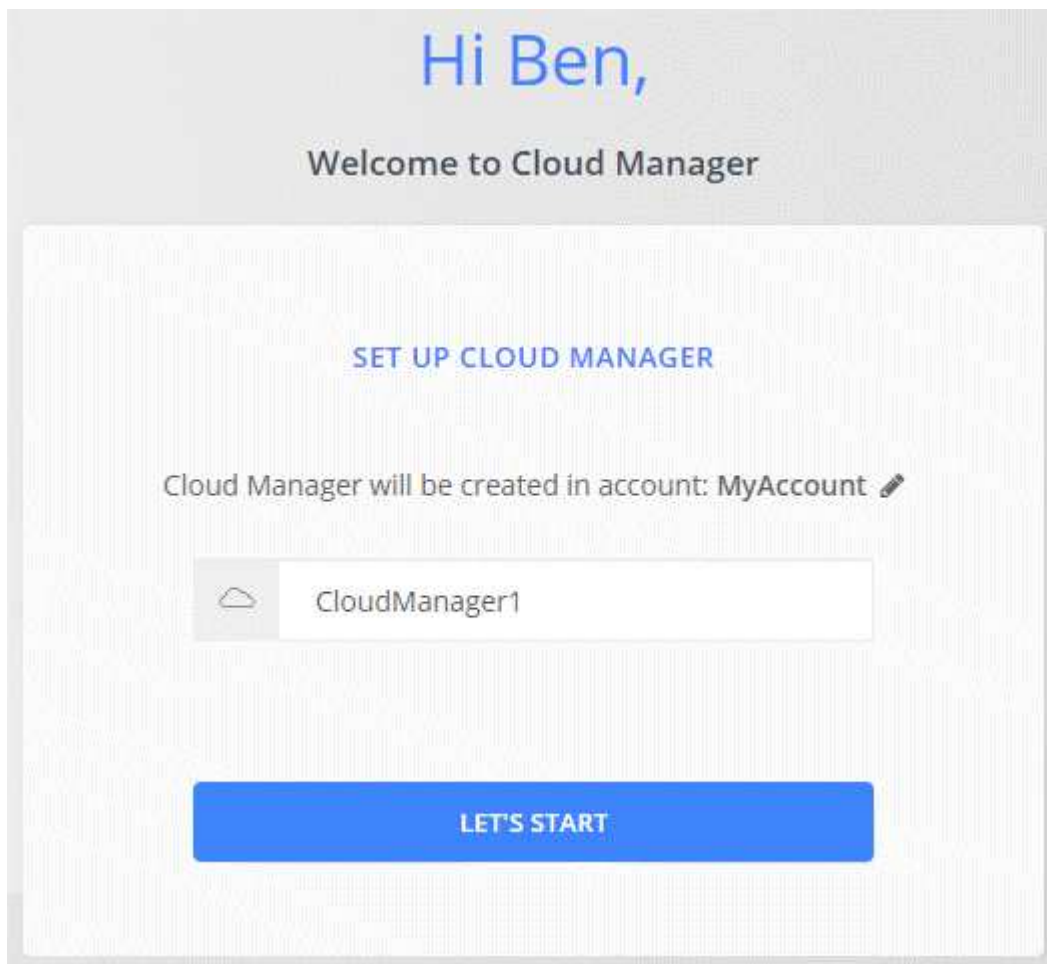 Hi Ben,
Welcome to Cloud Manager
SET UP CLOUD MANAGER
Cloud Manager will be created in account: MyAccount
CloudManager1
LET'S START